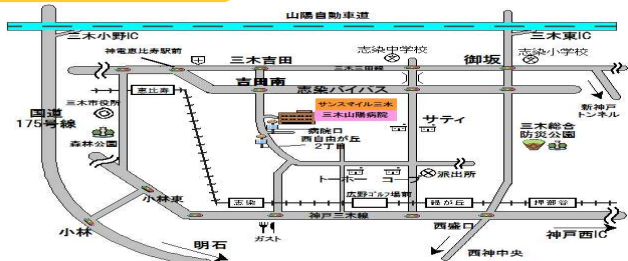 山陽自動車道
三木小野IC
三木東IC
神電恵比寿駅前
三木吉田
志染中学校
御坂
志染小学校
三木三田線
吉田南
志染バイパス
恵比寿
国道
175号線
三木市役所
森林公園
サンスマイル三木
三木山陽病院
病院口
西自由が丘
2丁目
サティ
新神戸
トンネル
三木総合
防災公園
トーホー
コープ
派出所
小林東
志染
広野ゴルフ場前
緑が丘
押部谷
神戸三木線
小林
ガスト
明石
西盛口
西神中央
神戸西IC